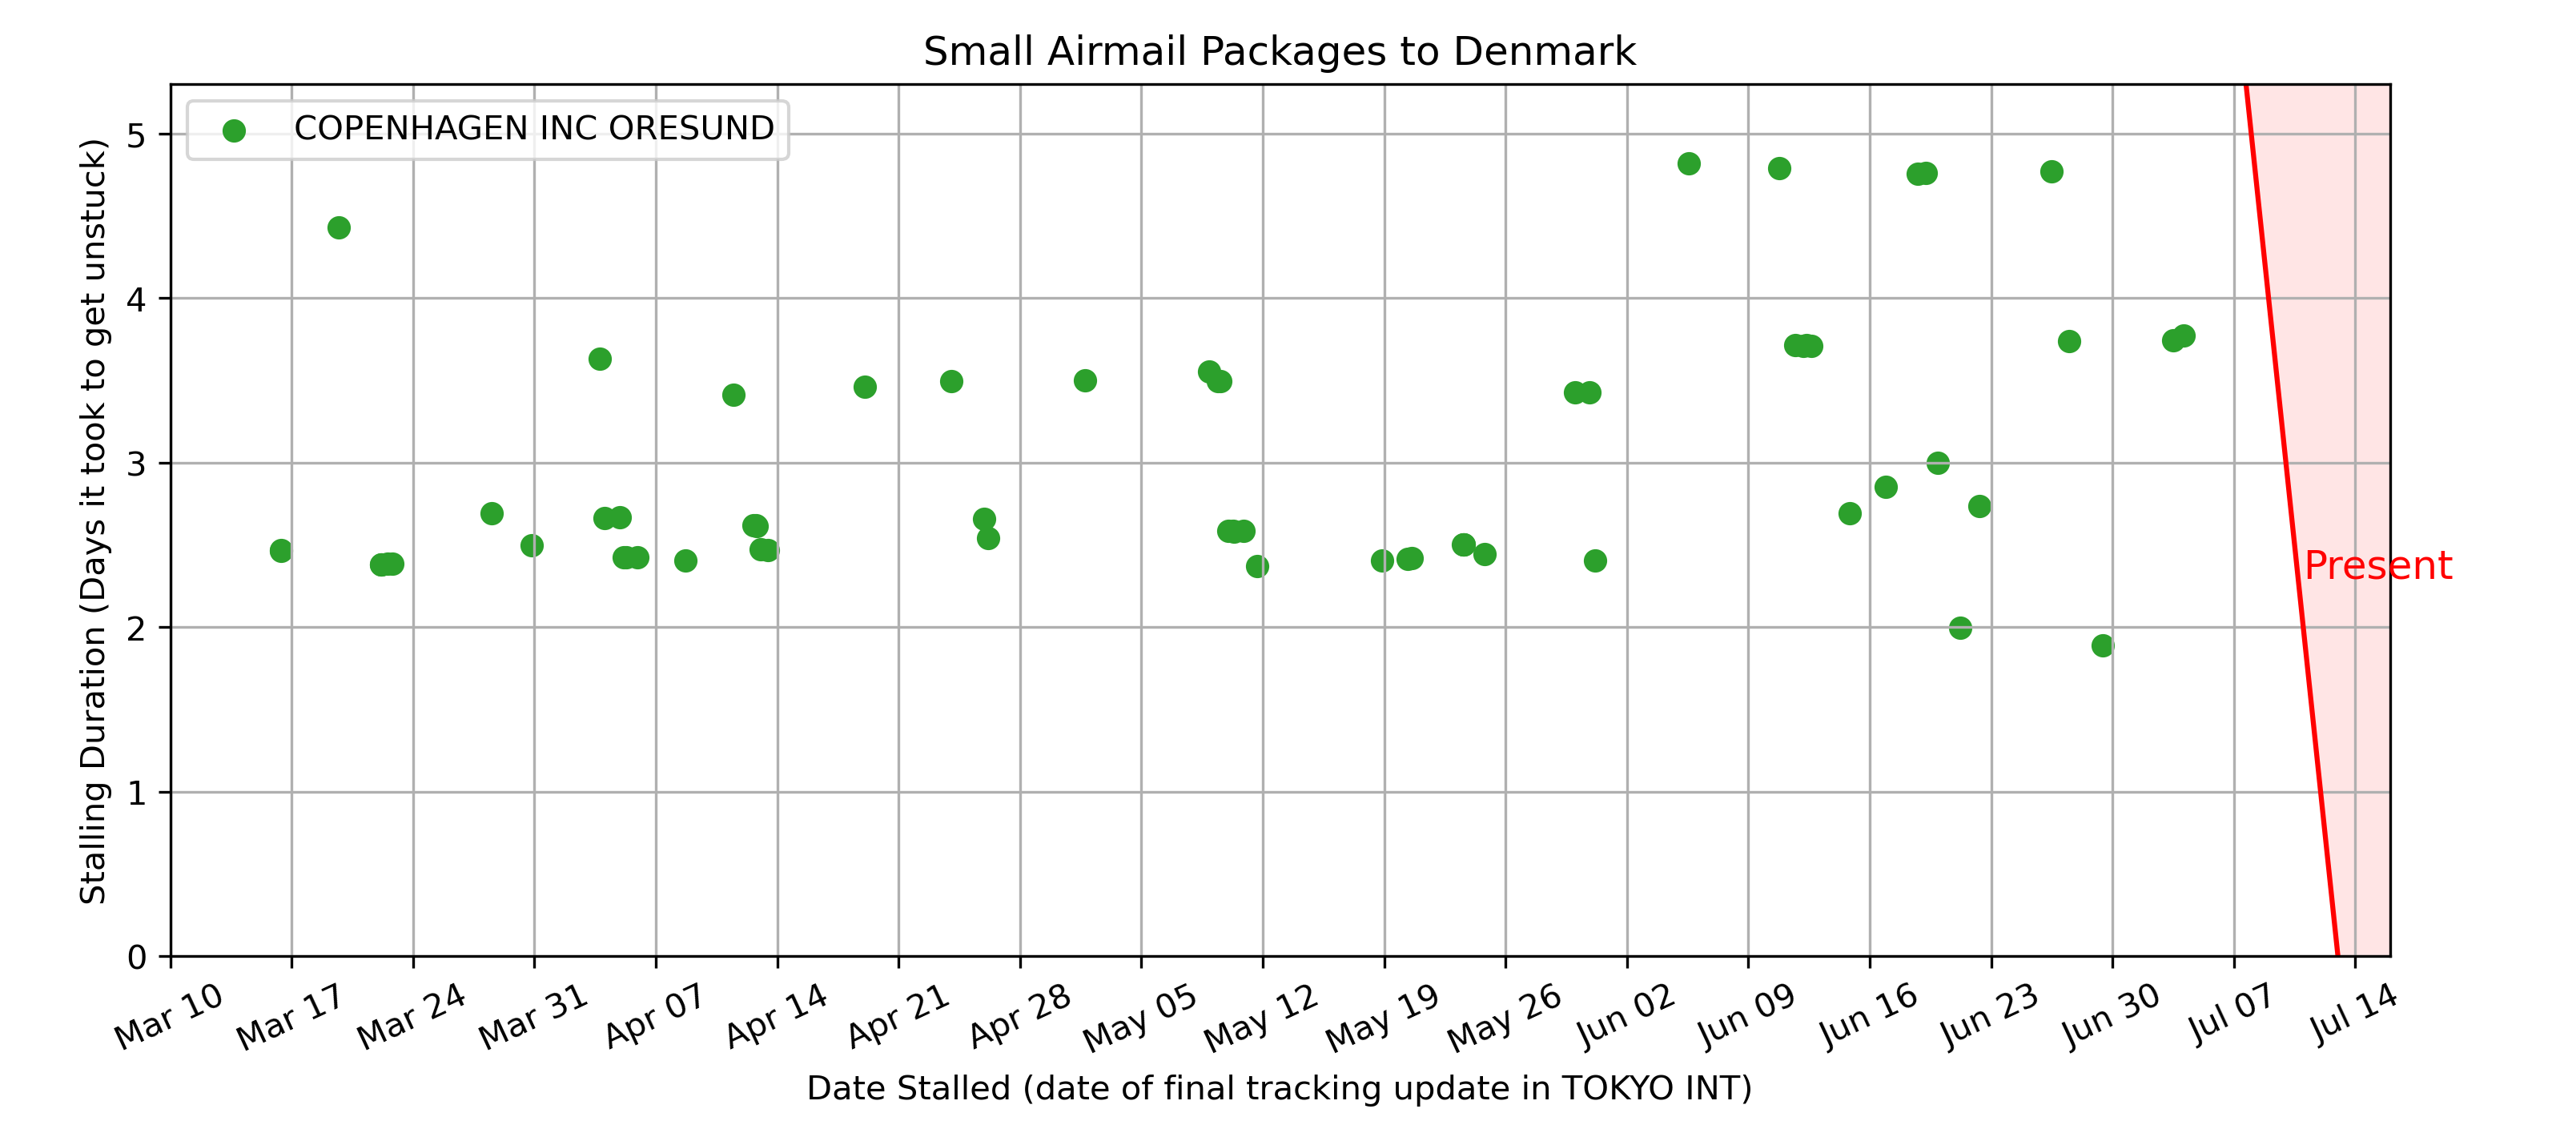 Small Airmail Packages to Denmark
COPENHAGEN INC ORESUND
Stalling Duration (Days it took to get unstuck)
5
4
3
2
1
0
Present
Mar 10
Mar 17
Mar 24
Mar 31
Apr 07
Apr 14
Apr 21
Apr 28
May 05
May 12
May 19
May 26
Jun 02
Jun 09
Jun 16
Jun 23
Jun 30
Jul 07
Jul 14
Date Stalled (date of final tracking update in TOKYO INT)